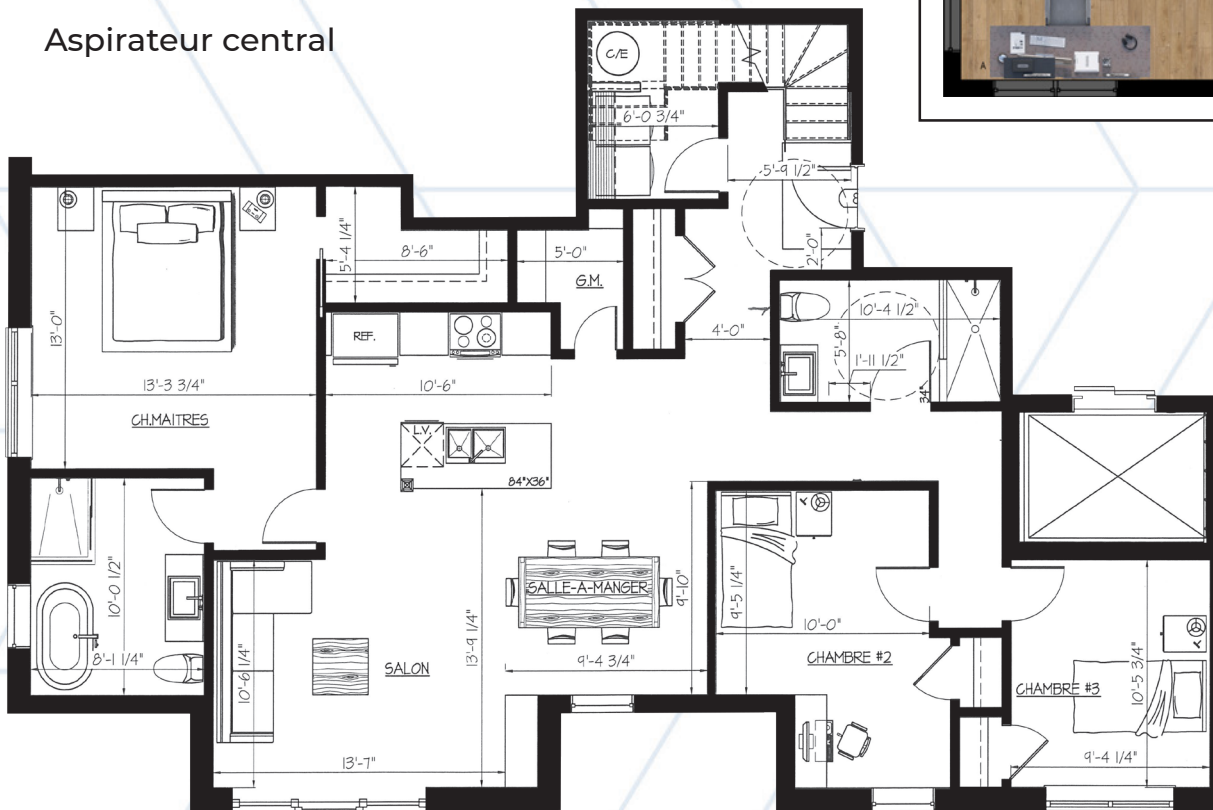 Aspirateur central
A
C/E
6'-0 3/4"
5'-9 1/2"
2'-0"
5'-4 1/4"
8'-6"
5'-0"
G.M.
4'-0"
10'-4 1/2"
5'-8"
1'-11 1/2"
34"
13'-0"
13'-3 3/4"
CH.MAITRES
REF.
10'-6"
L.V.
84"X36"
10'-0 1/2"
8'-1 1/4"
10'-6 1/4"
SALON
13'-9 1/4"
SALLE-A-MANGER
9'-10"
9'-4 3/4"
13'-7"
9'-5 1/4"
10'-0"
CHAMBRE #2
CHAMBRE #3
10'-5 3/4"
9'-4 1/4"